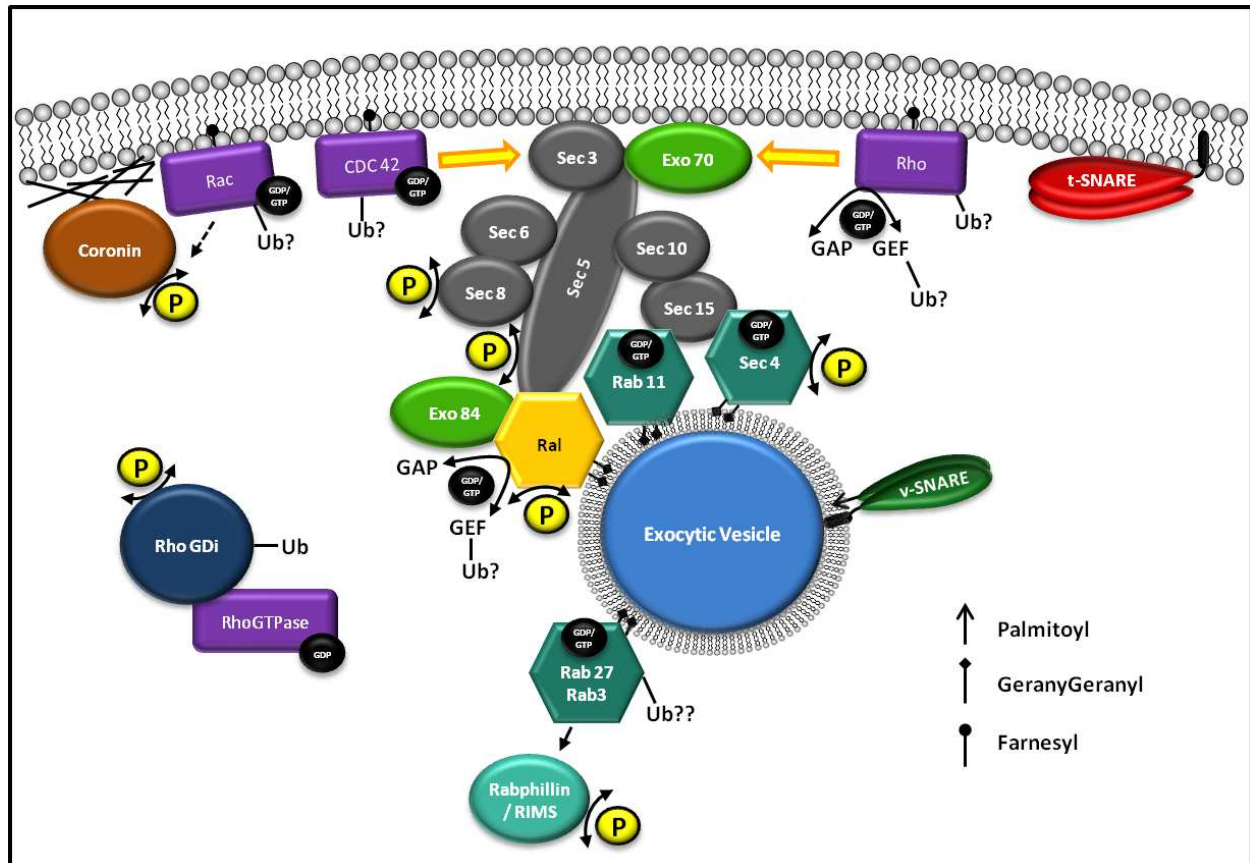 Rac
GDP/
GTP
Ub?
CDC 42
GDP/
GTP
Ub?
Sec 3
Exo 70
Rho
GDP/
GTP
GAP
GEF
Ub?
Ub?
t-SNARE
Coronin
P
Sec 6
Sec 8
P
P
Sec 5
Sec 10
Sec 15
GDP/
GTP
Rab 11
GDP/
GTP
Sec 4
P
Exo 84
Ral
GAP
GDP/
GTP
GEF
Ub?
P
Exocytic Vesicle
v-SNARE
P
Rho GDi
Ub
RhoGTPase
GDP
GDP/
GTP
Rab 27
Rab3
Ub??
Rabphillin
/ RIMS
P
Palmitoyl
GeranyGeranyl
Farnesyl